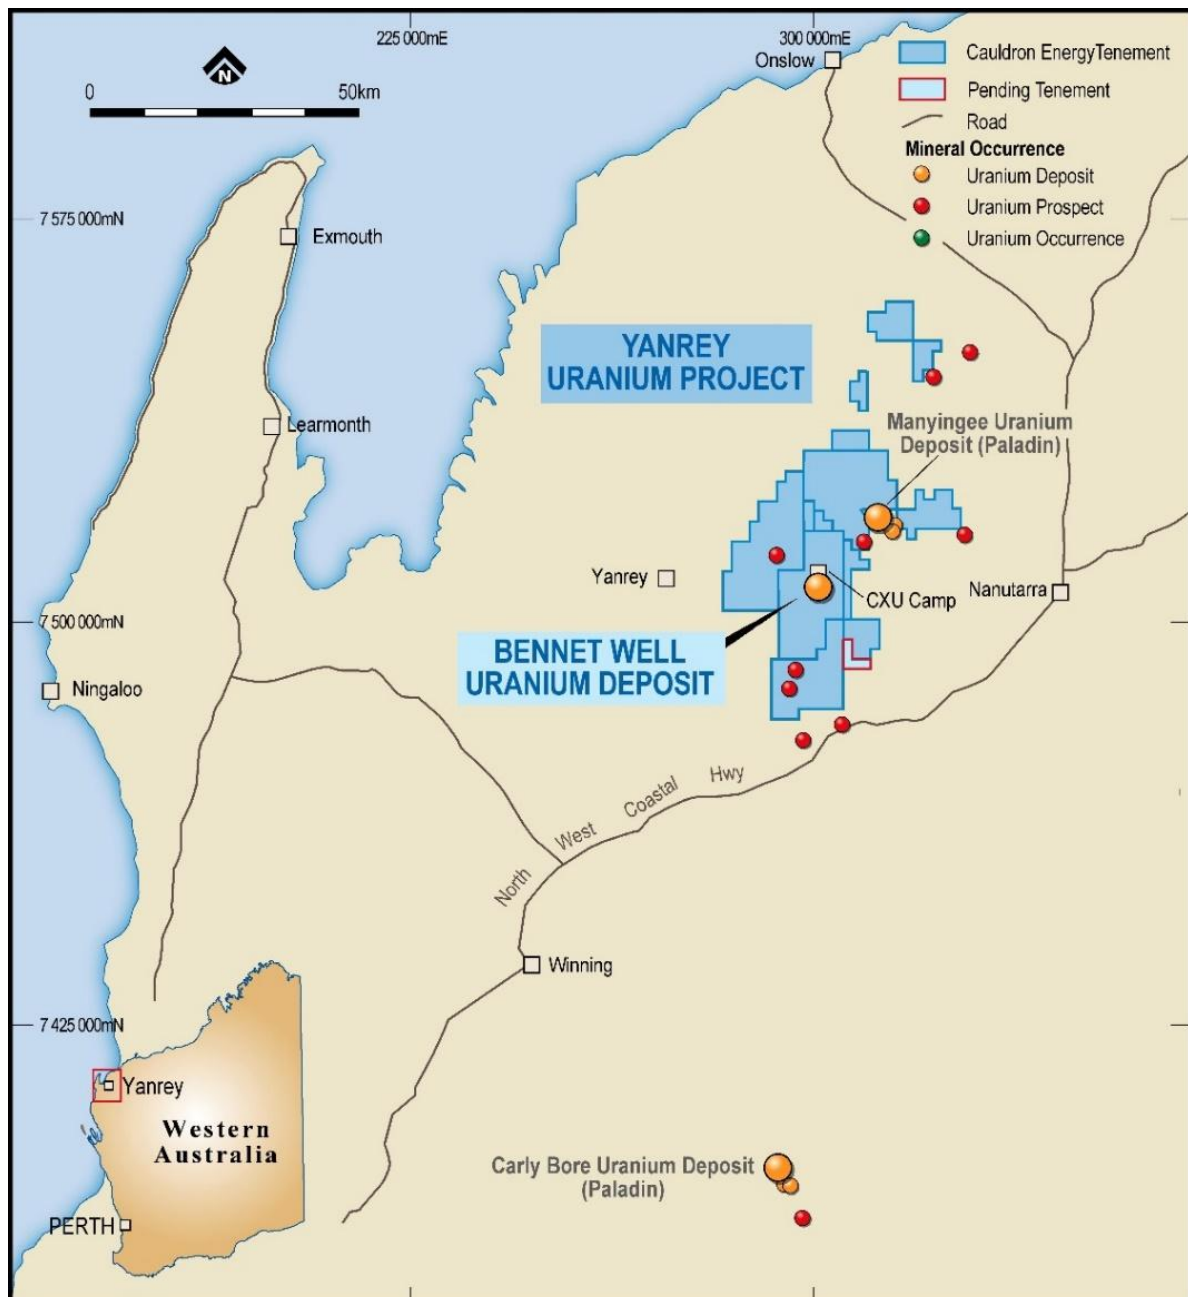 225 000mE
300 000mE
Onslow
N
0
50km
Cauldron EnergyTenement
Pending Tenement
Road
Mineral Occurrence
Uranium Deposit
Uranium Prospect
Uranium Occurrence
7 575 000mN
Exmouth
YANREY
URANIUM PROJECT
Learmonth
Manyingee Uranium
Deposit (Paladin)
Yanrey
CXU Camp
Nanutarra
7 500 000mN
BENNET WELL
URANIUM DEPOSIT
Ningaloo
North West Coastal Hwy
Winning
7 425 000mN
Yanrey
Western
Australia
Carly Bore Uranium Deposit
(Paladin)
PERTH